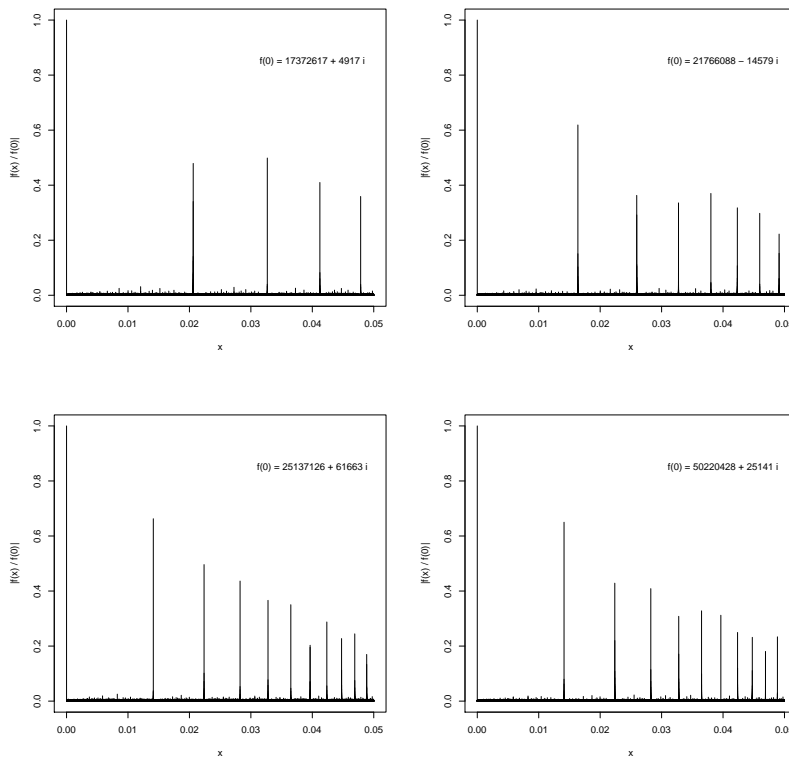 f(0) = 17372617 + 4917 i
|f(x) / f(0)|
0.0 0.2 0.4 0.6 0.8 1.0
0.00 0.01 0.02 0.03 0.04 0.05
x
f(0) = 21766088 − 14579 i
|f(x) / f(0)|
0.0 0.2 0.4 0.6 0.8 1.0
0.00 0.01 0.02 0.03 0.04
x
f(0) = 25137126 + 61663 i
|f(x) / f(0)|
0.0 0.2 0.4 0.6 0.8 1.0
0.00 0.01 0.02 0.03 0.04 0.05
x
f(0) = 50220428 + 25141 i
|f(x) / f(0)|
0.0 0.2 0.4 0.6 0.8 1.0
0.00 0.01 0.02 0.03 0.04
x